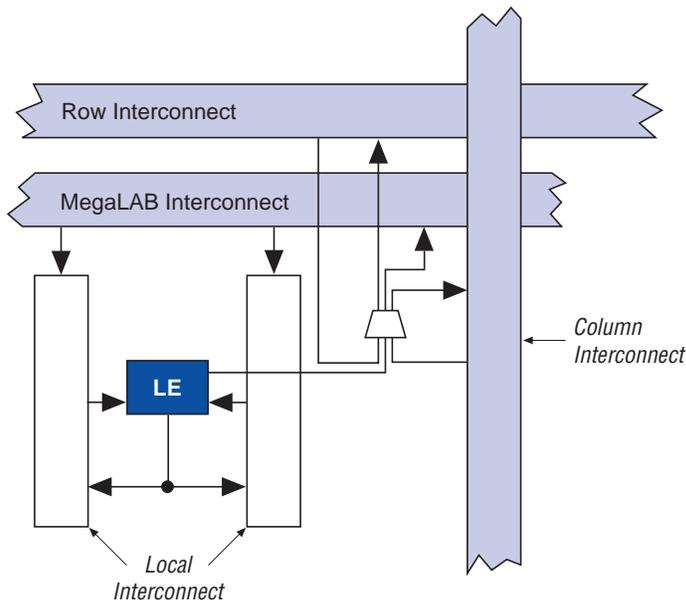 Row Interconnect
MegaLAB Interconnect
Column
Interconnect
LE
Local
Interconnect